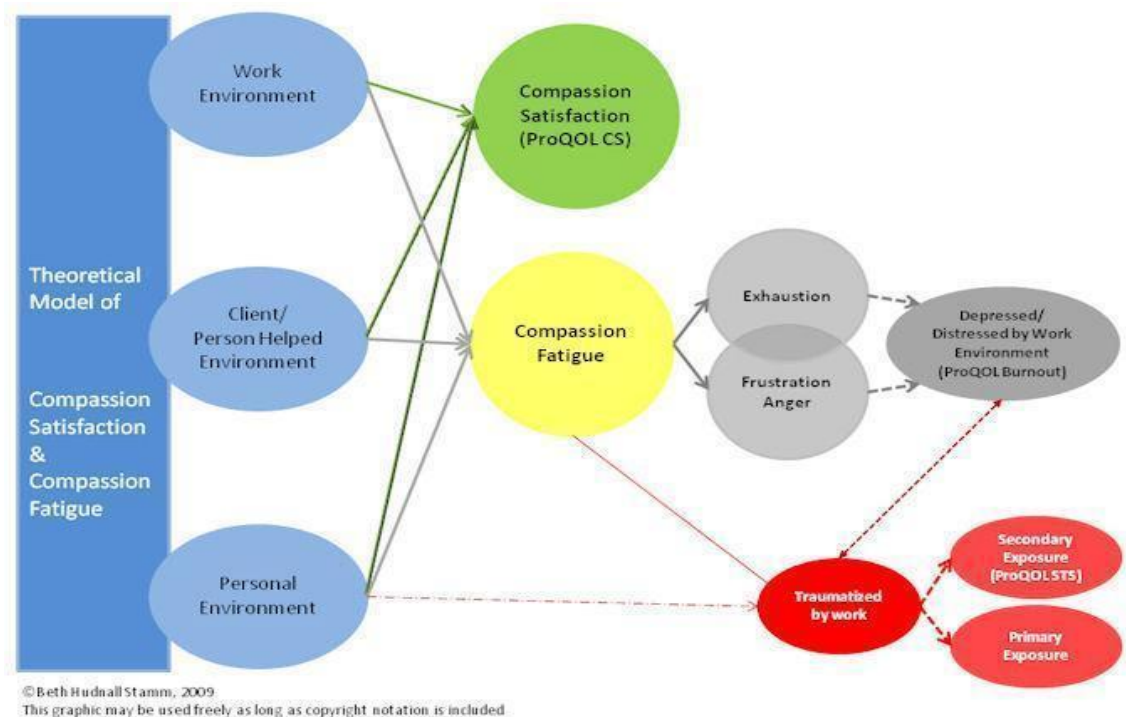 Theoretical
Model of
Compassion
Satisfaction
&
Compassion
Fatigue
Work
Environment
Client/
Person Helped
Environment
Personal
Environment
Compassion
Satisfaction
(ProQOL CS)
Compassion
Fatigue
Exhaustion
Frustration
Anger
Depressed/
Distressed by Work
Environment
(ProQOL Burnout)
Traumatized
by work
Secondary
Exposure
(ProQOL STS)
Primary
Exposure
©Beth Hudnall Stamm, 2009
This graphic may be used freely as long as copyright notation is included